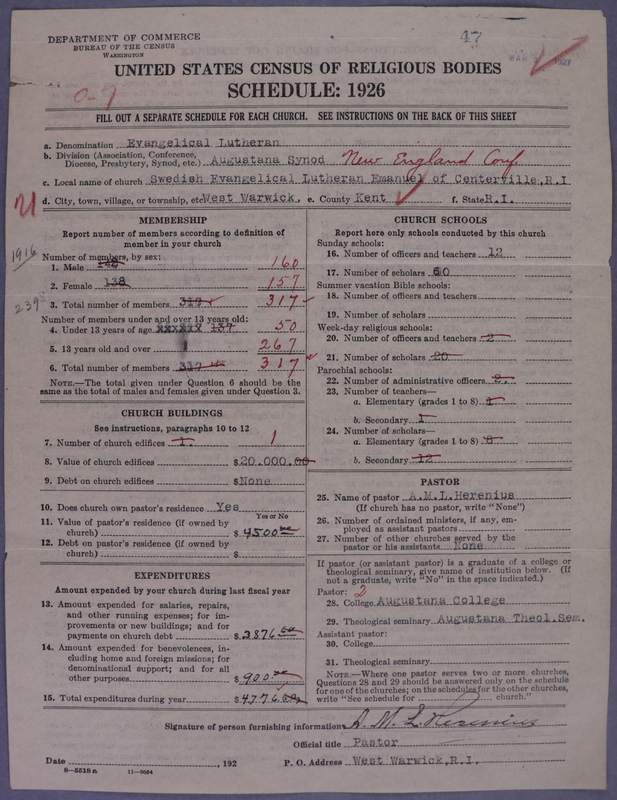 DEPARTMENT OF COMMERCE
BUREAU OF THE CENSUS
WASHINGTON
47
MAR
1927
UNITED STATES CENSUS OF RELIGIOUS BODIES
SCHEDULE: 1926
0-7
FILL OUT A SEPARATE SCHEDULE FOR EACH CHURCH. SEE INSTRUCTIONS ON THE BACK OF THIS SHEET
a. Denomination Evangelical Lutheran
b. Division (Association, Conference, Diocese, Presbytery, Synod, etc.) Augustana Synod New England Conf
c. Local name of church Swedish Evangelical Lutheran Emanuel of Centerville,R.I
d. City, town, village, or township, etc West Warwick, e. County Kent f. State R.I.
MEMBERSHIP
Report number of members according to definition of
member in your church
1916
239
Number of members, by sex:
1. Male 160
2. Female 138 157
3. Total number of members 317 317
Number of members under and over 13 years old:
4. Under 13 years of age xxxxxx 137 50
5. 13 years old and over 267
6. Total number of members 317 317
NOTE.—The total given under Question 6 should be
same as the total of males and females given under Question 3.
CHURCH BUILDINGS
See instructions, paragraphs 10 to 12
7. Number of church edifices 1. 1
8. Value of church edifices $20.000.00
9. Debt on church edifices $None
10. Does church own pastor's residence Yes
Yes or No
11. Value of pastor's residence (if owned by
church) $4500
12. Debt on pastor's residence (if owned by
church) $
EXPENDITURES
Amount expended by your church during last fiscal year
13. Amount expended for salaries, repairs,
and other running expenses; for im-
provements or new buildings; and for
payments on church debt $3876
14. Amount expended for benevolences, in-
cluding home and foreign missions; for
denominational support; and for all
other purposes $900
15. Total expenditures during year $4776
CHURCH SCHOOLS
Report here only schools conducted by this church
Sunday schools:
16. Number of officers and teachers 12
17. Number of scholars 60
Summer vacation Bible schools:
18. Number of officers and teachers
19. Number of scholars
Week-day religious schools:
20. Number of officers and teachers 2
21. Number of scholars 20
Parochial schools:
22. Number of administrative officers 2.
23. Number of teachers—
a. Elementary (grades 1 to 8) 1
b. Secondary 1
24. Number of scholars—
a. Elementary (grades 1 to 8) 8
b. Secondary 12
PASTOR
25. Name of pastor A.M.L.Herenius
(If church has no pastor, write "None")
26. Number of ordained ministers, if any, em-
ployed as assistant pastors
27. Number of other churches served by the
pastor or his assistants None
If pastor (or assistant pastor) is a graduate of a college or
theological seminary, give name of institution below. (If
not a graduate, write "No" in the space indicated.)
Pastor: 2
28. College Augustana College
29. Theological seminary Augustana Theol.Sem.
Assistant pastor:
30. College
31. Theological seminary
NOTE.—Where one pastor serves two or more churches,
Questions 28 and 29 should be answered only on the schedule
for one of the churches; on the schedules for the other churches,
write "See schedule for church."
Signature of person furnishing information A. M. L. Herenius
Official title Pastor
Date , 192 P. O. Address West Warwick,R.I.
8—5518 a 11—9054